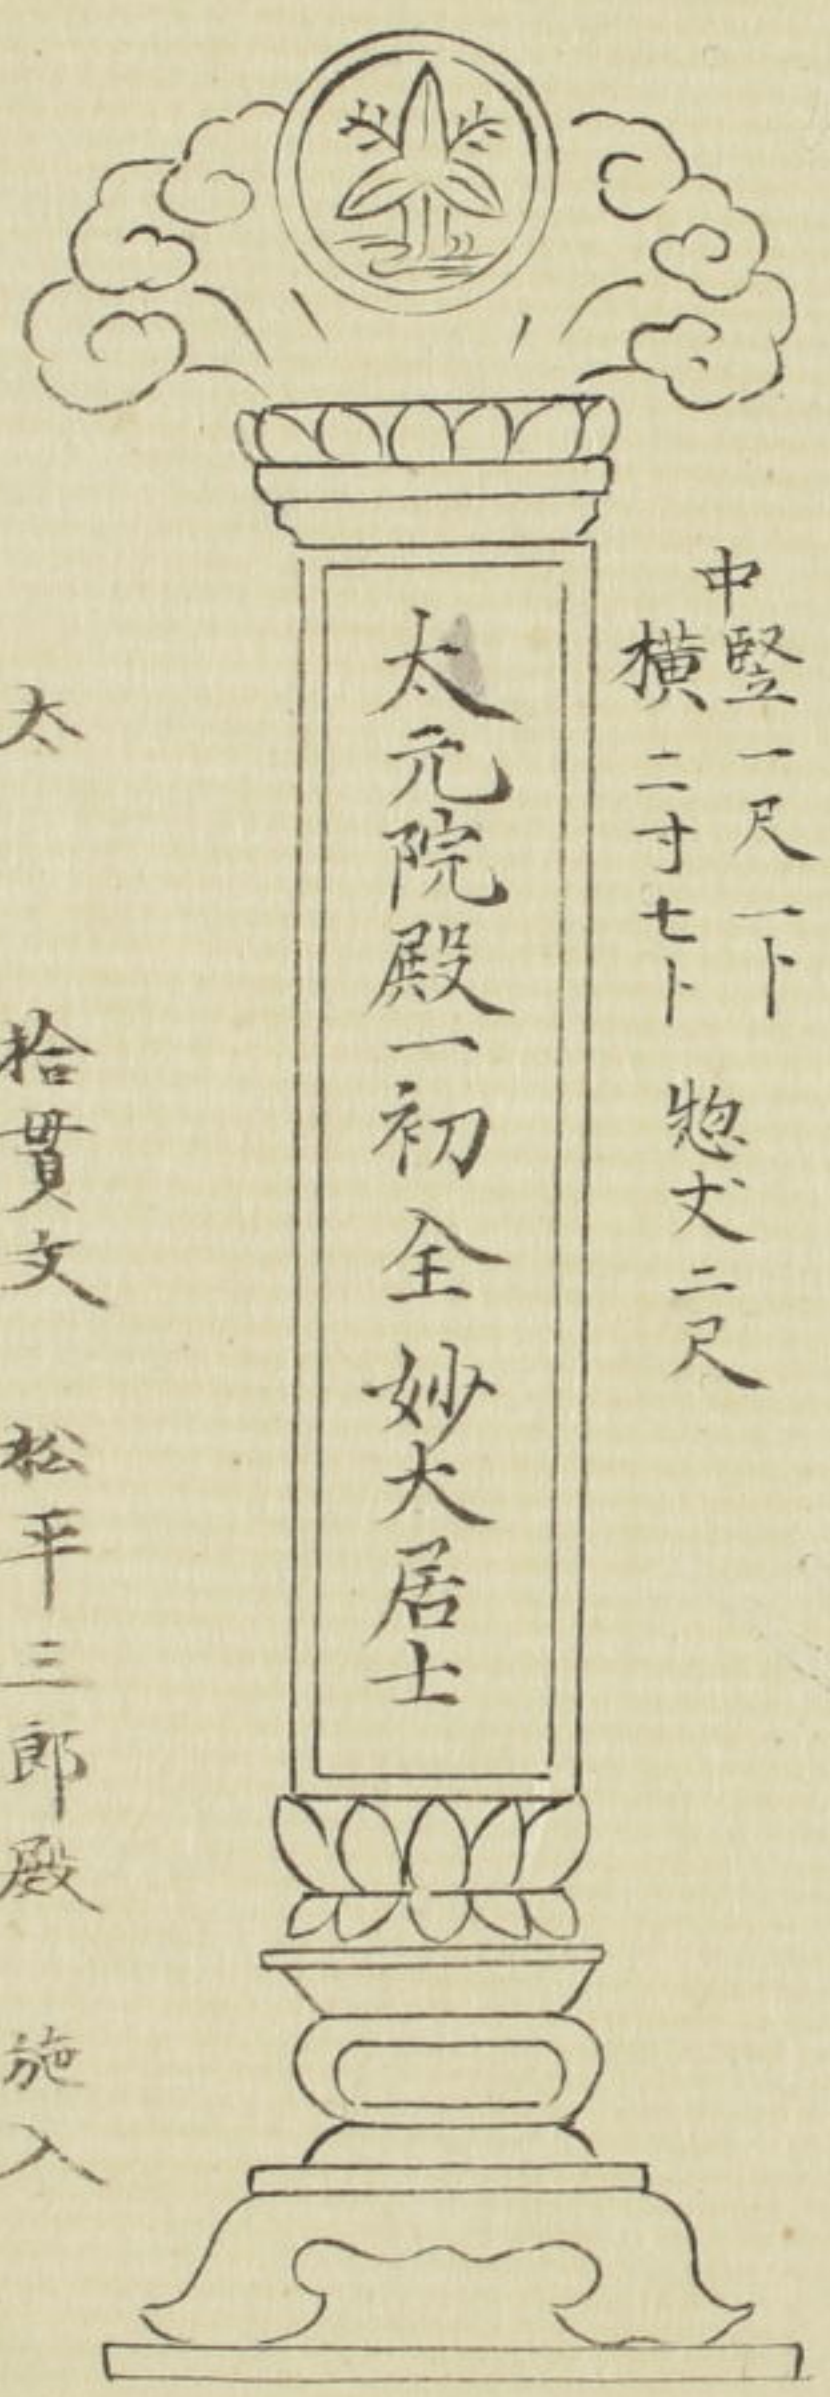 中竪一尺一卜
横二寸七卜
惣丈二尺
太元院殿一初全妙大居士
太 拾貫文 松平三郎殿 施入